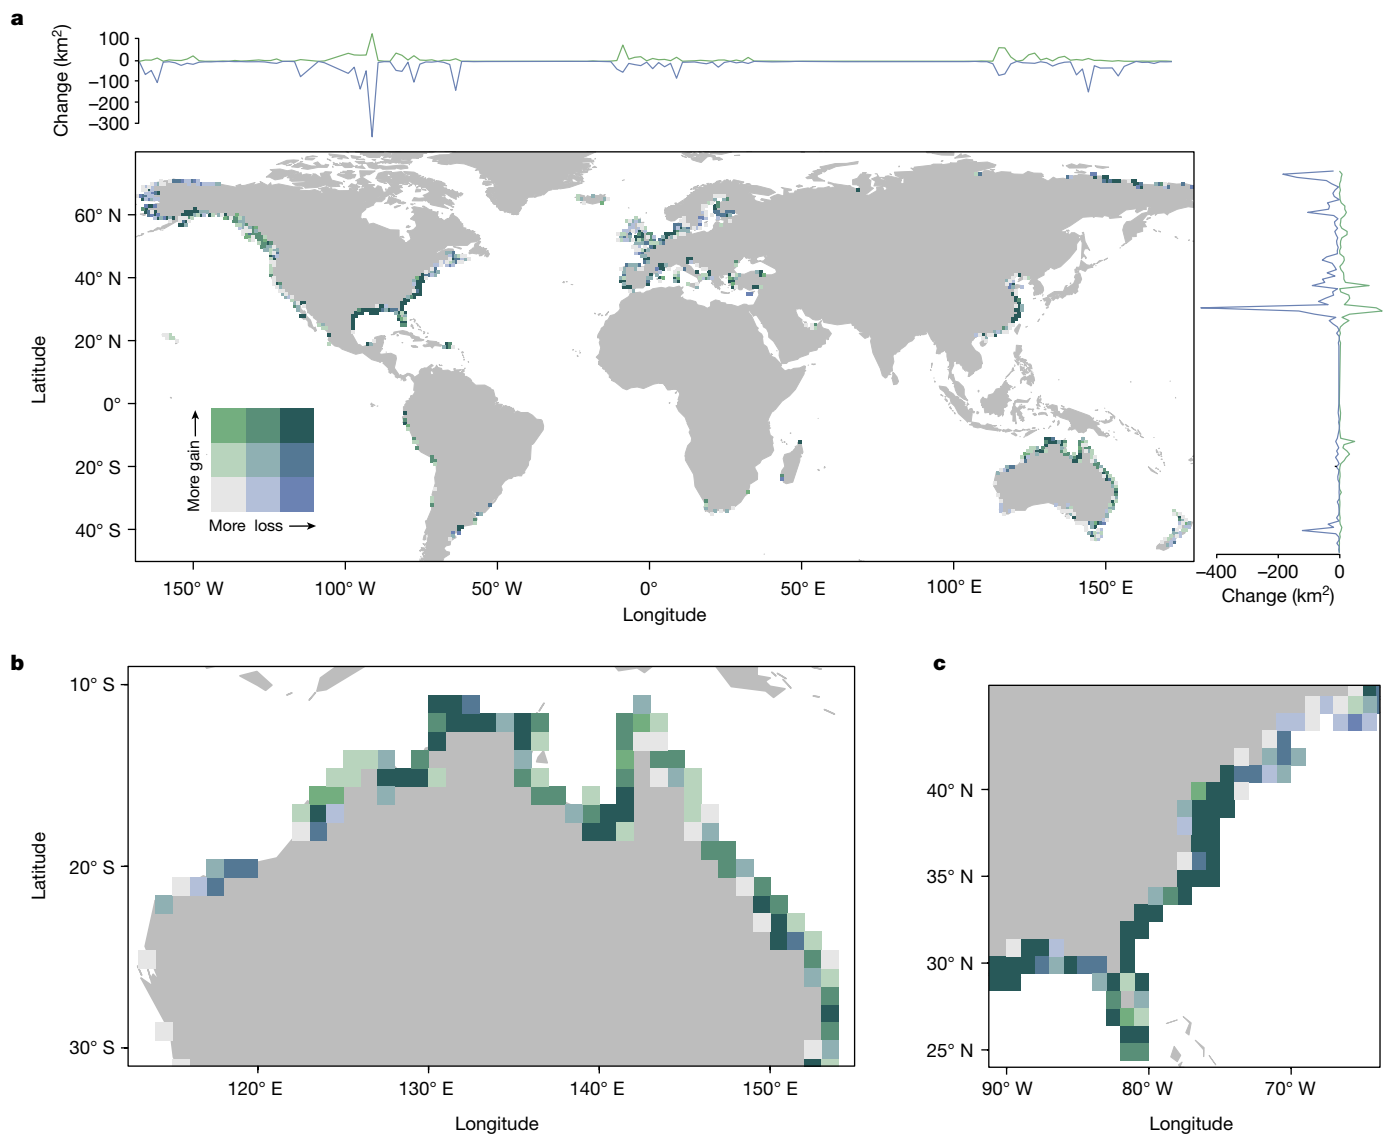 a
Change (km²)
100
0
−100
−200
−300
Latitude
60° N
40° N
20° N
0°
20° S
40° S
More gain
More loss
150° W
100° W
50° W
0°
50° E
100° E
150° E
Longitude
−400
−200
0
Change (km²)
b
Latitude
10° S
20° S
30° S
120° E
130° E
140° E
150° E
Longitude
c
40° N
35° N
30° N
25° N
90° W
80° W
70° W
Longitude